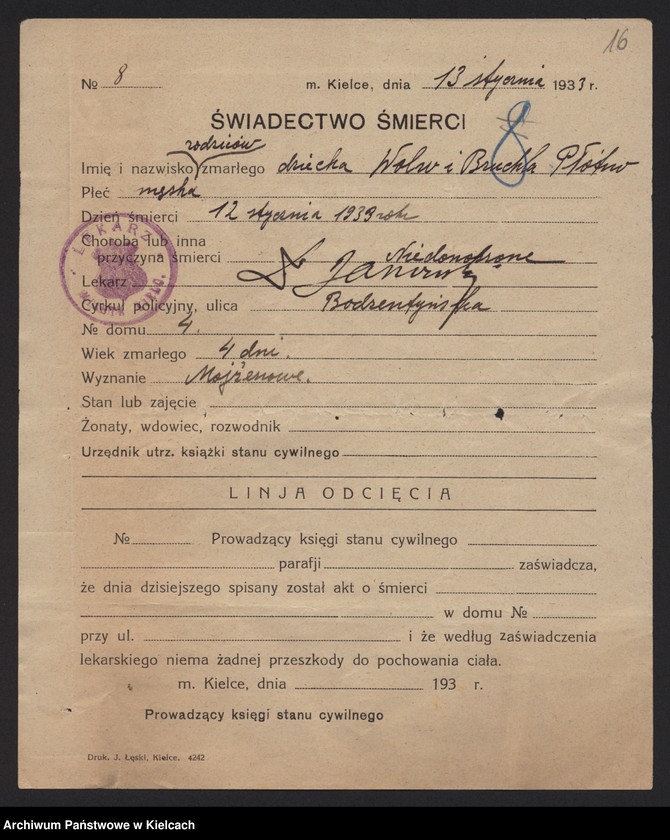 16
№ 8 m. Kielce, dnia 13 stycznia 1933 r.
ŚWIADECTWO ŚMIERCI
8
rodziców
Imię i nazwisko zmarłego dziecka Wolw i Bruchla
Płeć męska
Dzień śmierci 12 stycznia 1933 roku
Choroba lub inna
przyczyna śmierci Niedonoszone
Lekarz
Cyrkuł policyjny, ulica Bodzentyńska
№ domu 4.
Wiek zmarłego 4 dni.
Wyznanie Mojżeszowe.
Stan lub zajęcie
Żonaty, wdowiec, rozwodnik
Urzędnik utrz. książki stanu cywilnego
LINJA ODCIĘCIA
№ Prowadzący księgi stanu cywilnego
parafji zaświadcza,
że dnia dzisiejszego spisany został akt o śmierci
w domu №
przy ul. i że według zaświadczenia
lekarskiego niema żadnej przeszkody do pochowania ciała.
m. Kielce, dnia 193 r.
Prowadzący księgi stanu cywilnego
Druk. J. Łęski, Kielce. 4242
LEKARZ
Archiwum Państwowe w Kielcach